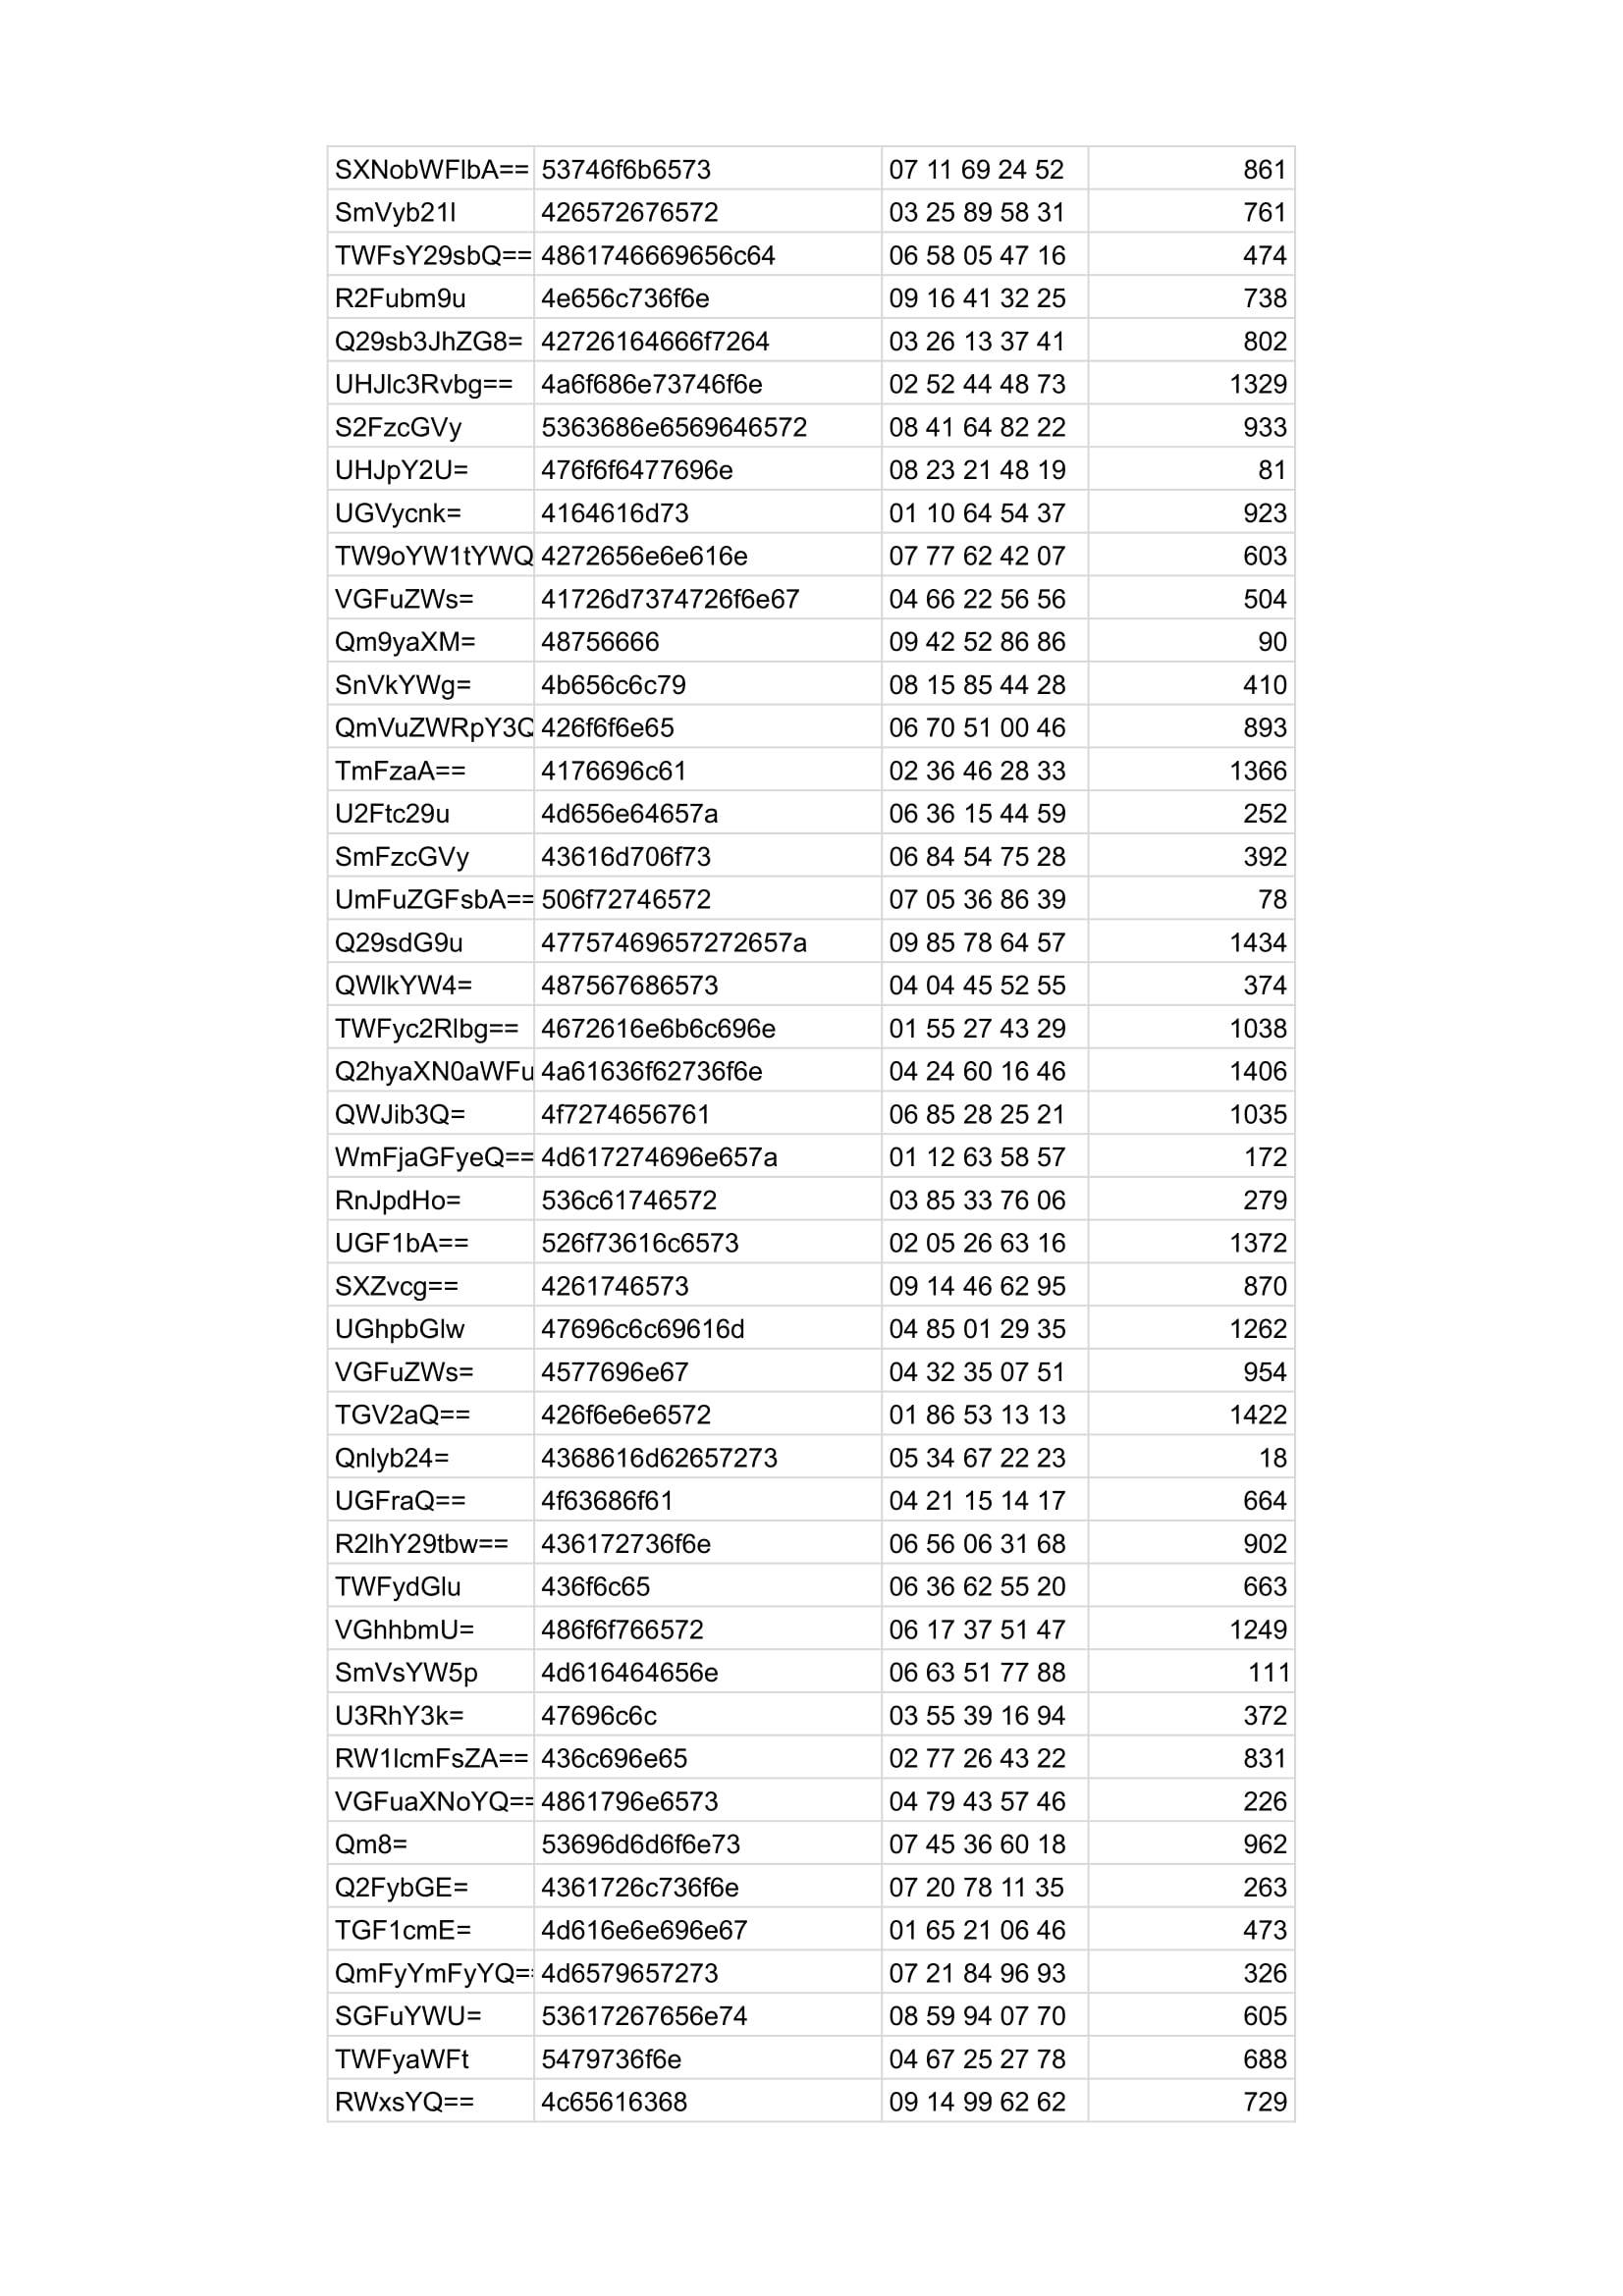 SXNobWFlbA== 53746f6b6573 07 11 69 24 52 861
SmVyb21l 426572676572 03 25 89 58 31 761
TWFsY29sbQ== 4861746669656c64 06 58 05 47 16 474
R2Fubm9u 4e656c736f6e 09 16 41 32 25 738
Q29sb3JhZG8= 42726164666f7264 03 26 13 37 41 802
UHJlc3Rvbg== 4a6f686e73746f6e 02 52 44 48 73 1329
S2FzcGVy 5363686e6569646572 08 41 64 82 22 933
UHJpY2U= 476f6f6477696e 08 23 21 48 19 81
UGVycnk= 4164616d73 01 10 64 54 37 923
TW9oYW1tYWQ 4272656e6e616e 07 77 62 42 07 603
VGFuZWs= 41726d7374726f6e67 04 66 22 56 56 504
Qm9yaXM= 48756666 09 42 52 86 86 90
SnVkYWg= 4b656c6c79 08 15 85 44 28 410
QmVuZWRpY3Q 426f6f6e65 06 70 51 00 46 893
TmFzaA== 4176696c61 02 36 46 28 33 1366
U2Ftc29u 4d656e64657a 06 36 15 44 59 252
SmFzcGVy 43616d706f73 06 84 54 75 28 392
UmFuZGFsbA== 506f72746572 07 05 36 86 39 78
Q29sdG9u 47757469657272657a 09 85 78 64 57 1434
QWlkYW4= 487567686573 04 04 45 52 55 374
TWFyc2Rlbg== 4672616e6b6c696e 01 55 27 43 29 1038
Q2hyaXN0aWFu 4a61636f62736f6e 04 24 60 16 46 1406
QWJib3Q= 4f7274656761 06 85 28 25 21 1035
WmFjaGFyeQ== 4d617274696e657a 01 12 63 58 57 172
RnJpdHo= 536c61746572 03 85 33 76 06 279
UGF1bA== 526f73616c6573 02 05 26 63 16 1372
SXZvcg== 4261746573 09 14 46 62 95 870
UGhpbGlw 47696c6c69616d 04 85 01 29 35 1262
VGFuZWs= 4577696e67 04 32 35 07 51 954
TGV2aQ== 426f6e6e6572 01 86 53 13 13 1422
Qnlyb24= 4368616d62657273 05 34 67 22 23 18
UGFraQ== 4f63686f61 04 21 15 14 17 664
R2lhY29tbw== 436172736f6e 06 56 06 31 68 902
TWFydGlu 436f6c65 06 36 62 55 20 663
VGhhbmU= 486f6f766572 06 17 37 51 47 1249
SmVsYW5p 4d616464656e 06 63 51 77 88 111
U3RhY3k= 47696c6c 03 55 39 16 94 372
RW1lcmFsZA== 436c696e65 02 77 26 43 22 831
VGFuaXNoYQ== 4861796e6573 04 79 43 57 46 226
Qm8= 53696d6d6f6e73 07 45 36 60 18 962
Q2FybGE= 4361726c736f6e 07 20 78 11 35 263
TGF1cmE= 4d616e6e696e67 01 65 21 06 46 473
QmFyYmFyYQ== 4d6579657273 07 21 84 96 93 326
SGFuYWU= 53617267656e74 08 59 94 07 70 605
TWFyaWFt 5479736f6e 04 67 25 27 78 688
RWxsYQ== 4c65616368 09 14 99 62 62 729